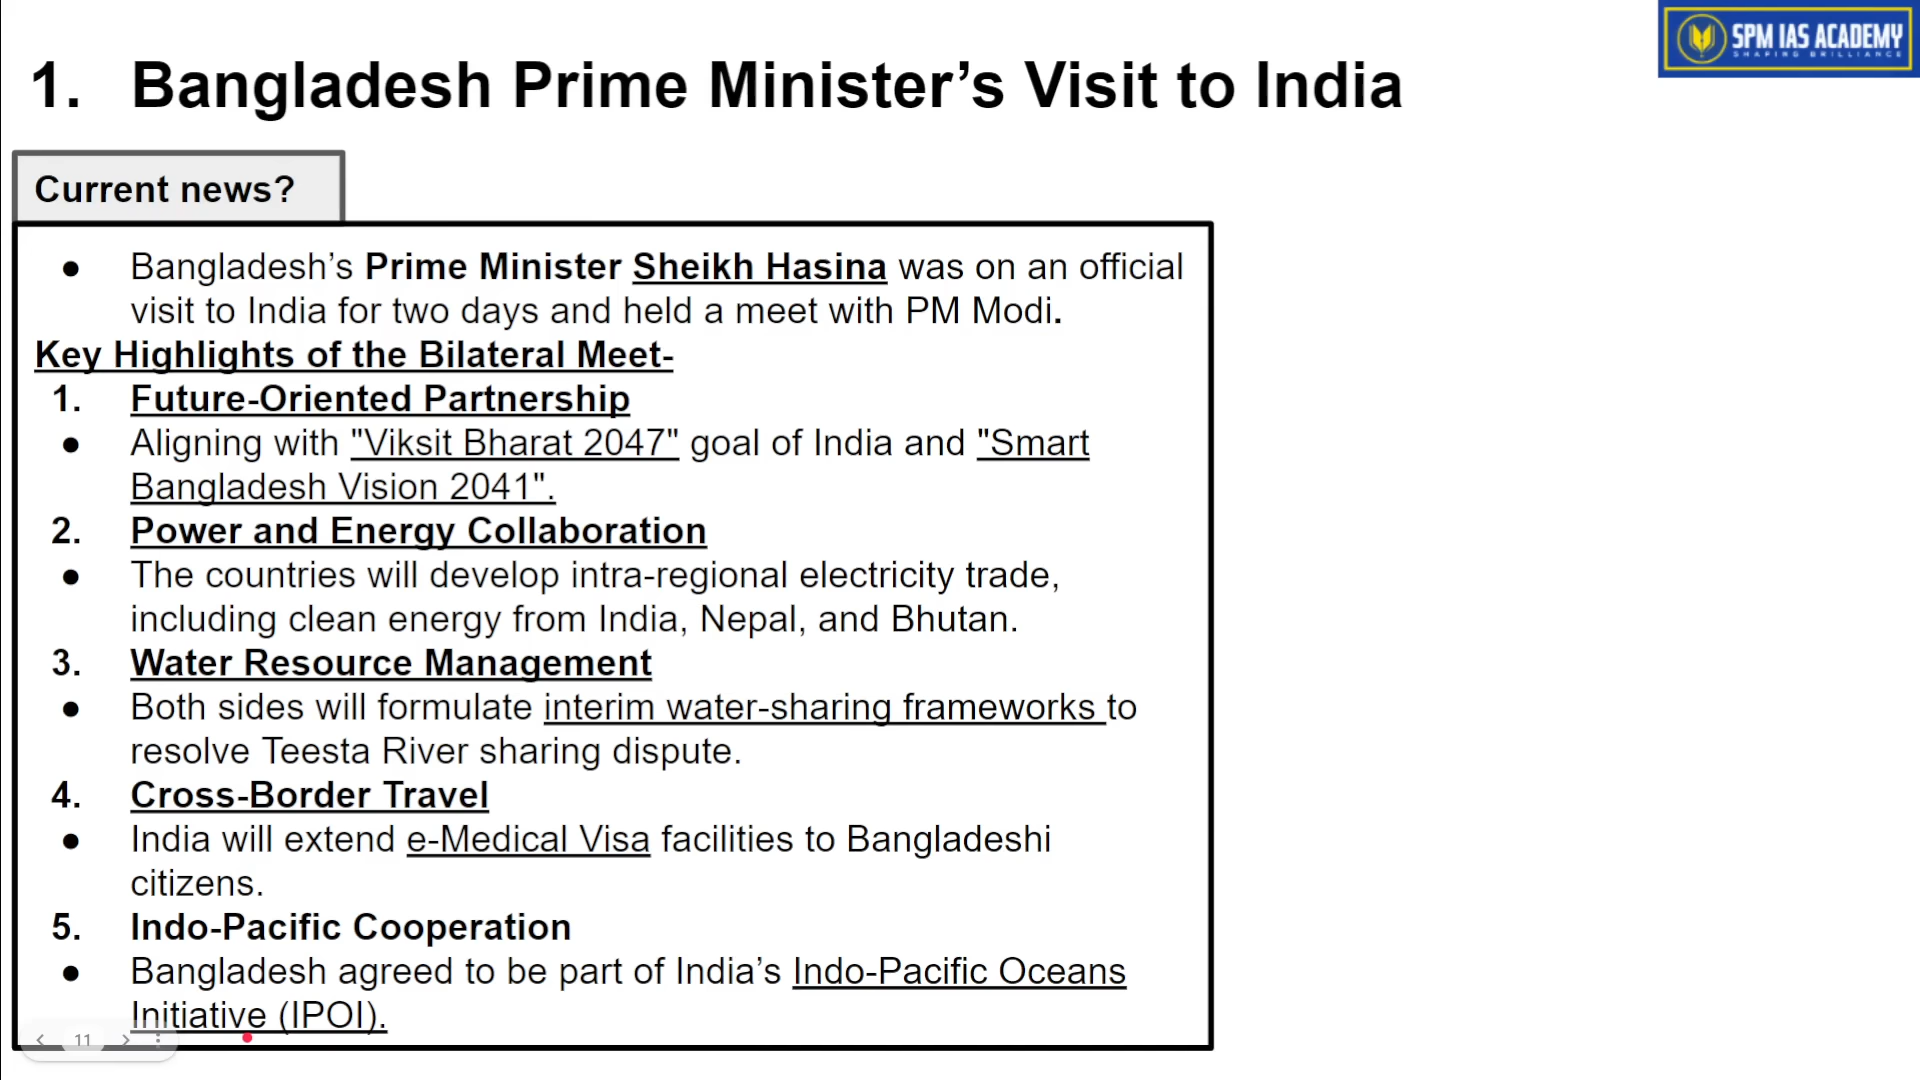 SPM IAS ACADEMY
SHAPING BRILLIANCE
1. Bangladesh Prime Minister’s Visit to India
Current news?
● Bangladesh’s Prime Minister Sheikh Hasina was on an official
visit to India for two days and held a meet with PM Modi.
Key Highlights of the Bilateral Meet-
1. Future-Oriented Partnership
● Aligning with "Viksit Bharat 2047" goal of India and "Smart
Bangladesh Vision 2041".
2. Power and Energy Collaboration
● The countries will develop intra-regional electricity trade,
including clean energy from India, Nepal, and Bhutan.
3. Water Resource Management
● Both sides will formulate interim water-sharing frameworks to
resolve Teesta River sharing dispute.
4. Cross-Border Travel
● India will extend e-Medical Visa facilities to Bangladeshi
citizens.
5. Indo-Pacific Cooperation
● Bangladesh agreed to be part of India’s Indo-Pacific Oceans
Initiative (IPOI).
11